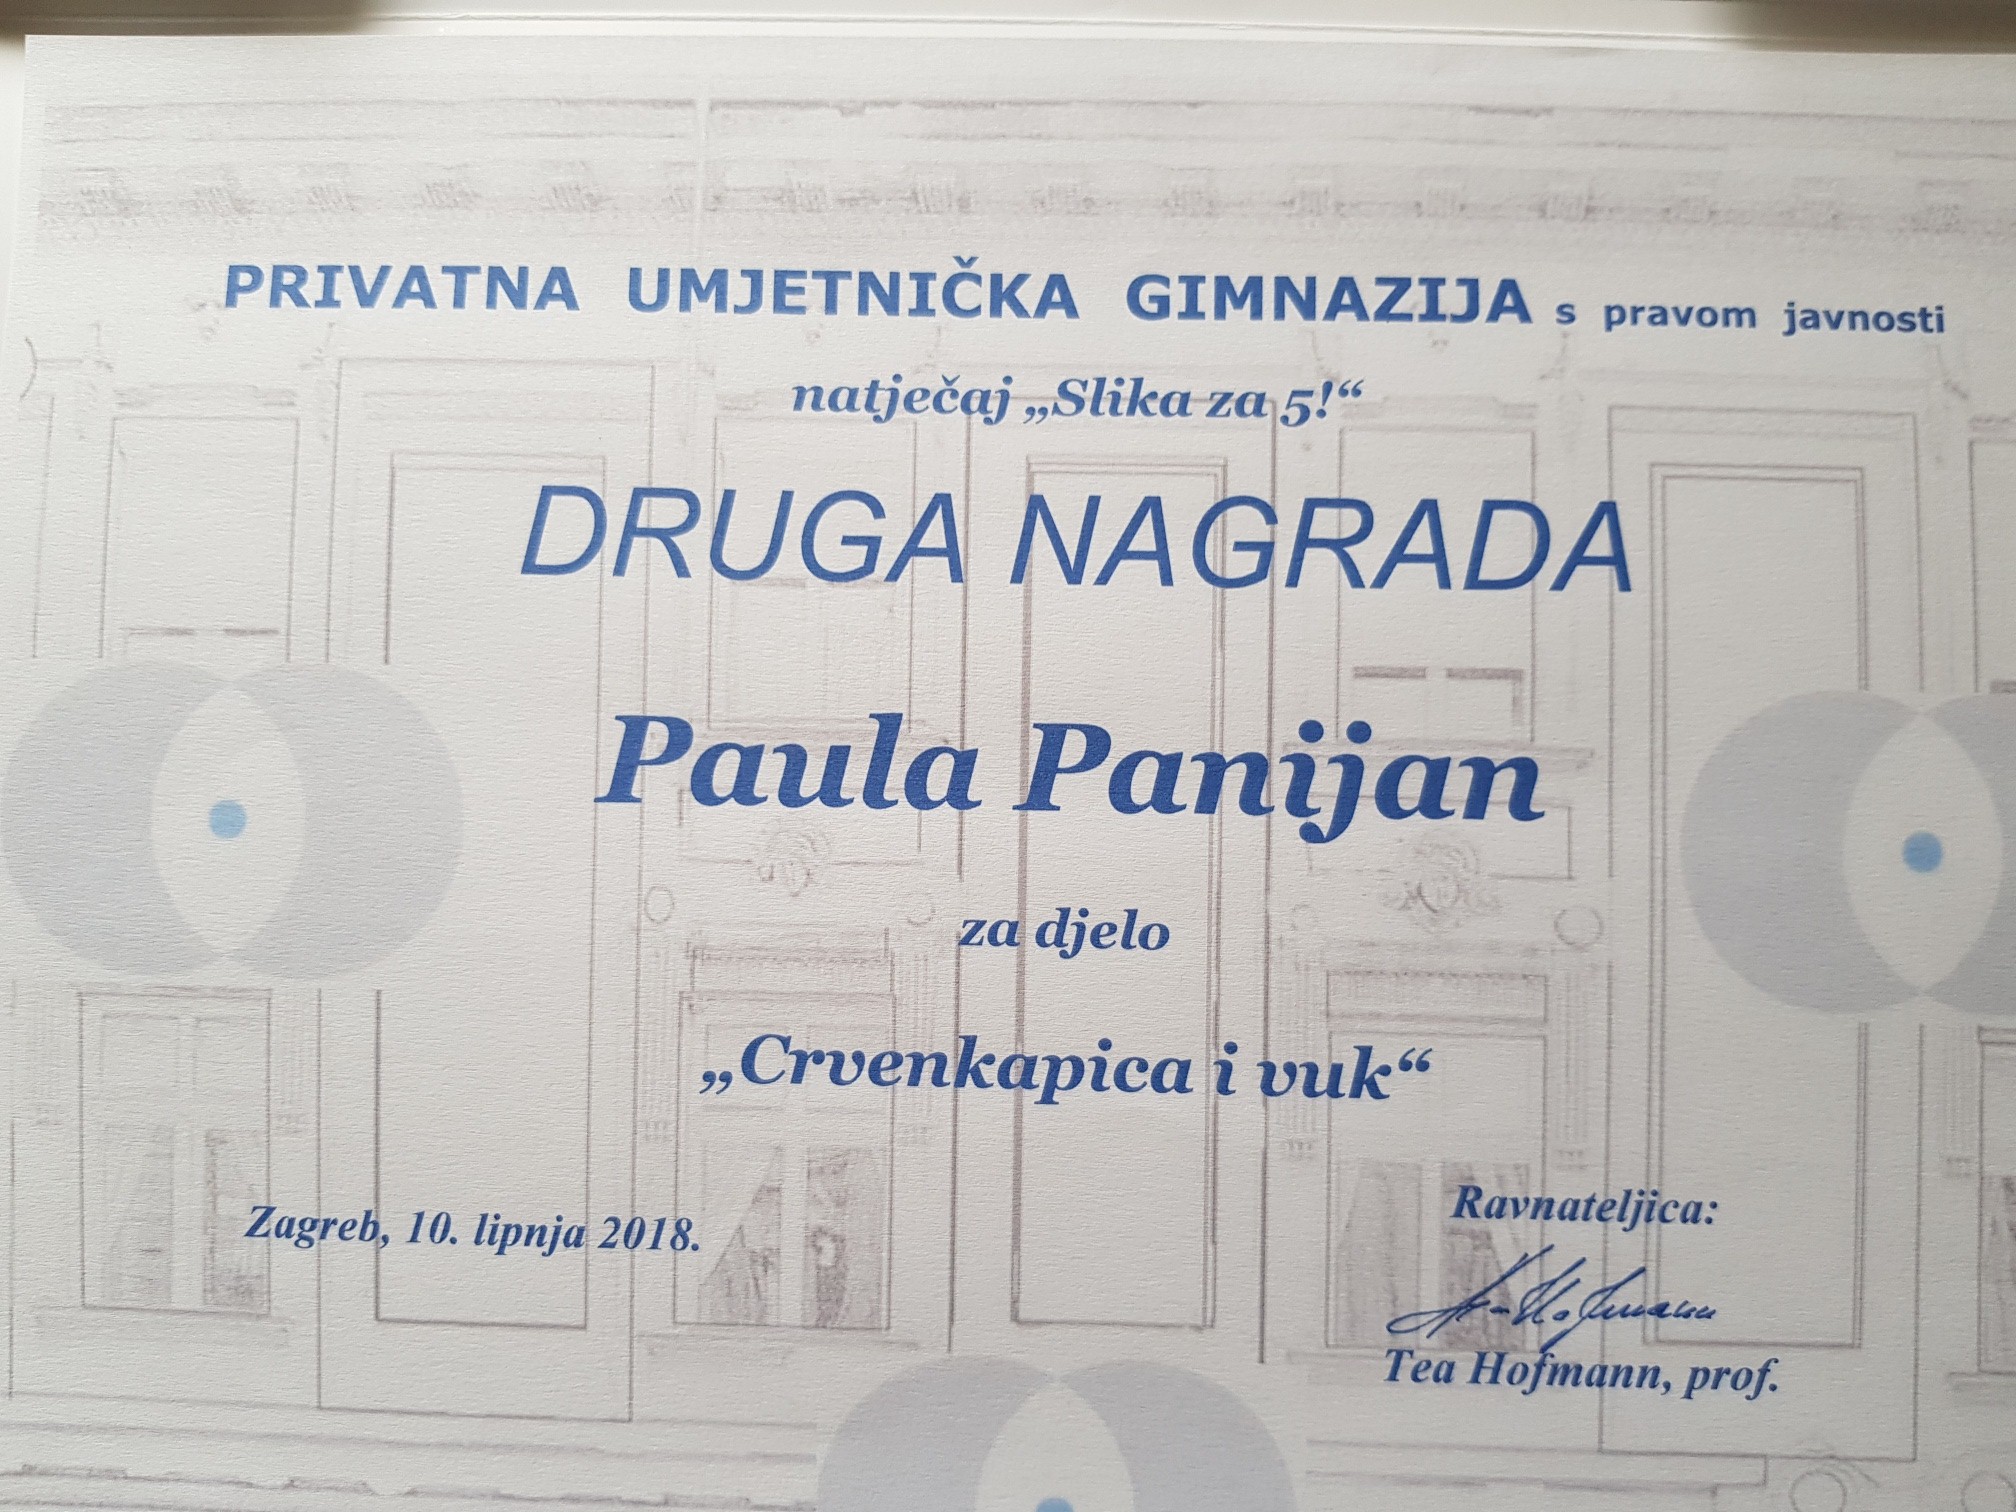 PRIVATNA UMJETNIČKA GIMNAZIJA s pravom javnosti
natječaj „Slika za 5!“
DRUGA NAGRADA
Paula Panijan
za djelo
„Crvenkapica i vuk“
Zagreb, 10. lipnja 2018.
Ravnateljica:
Tea Hofmann, prof.